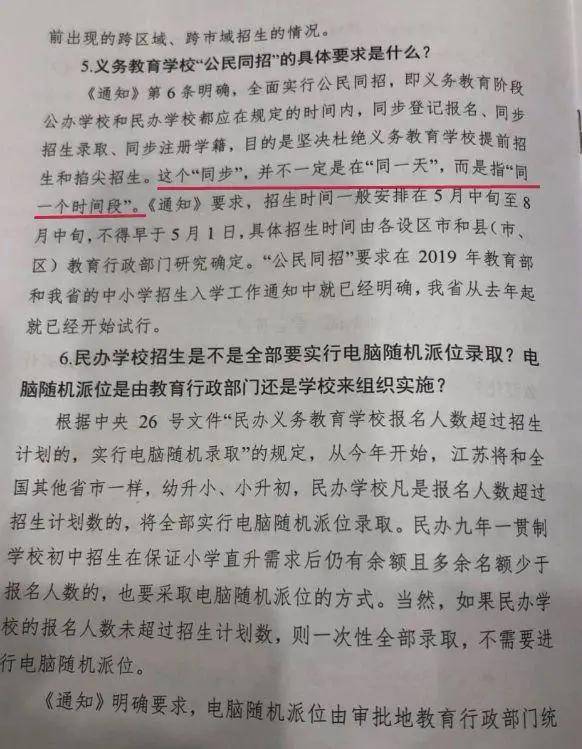 前出现的跨区域、跨市域招生的情况。
5.义务教育学校“公民同招”的具体要求是什么？
《通知》第6条明确，全面实行公民同招，即义务教育阶段
公办学校和民办学校都应在规定的时间内，同步登记报名、同步
招生录取、同步注册学籍，目的是坚决杜绝义务教育学校提前招
生和掐尖招生。这个“同步”，并不一定是在“同一天”，而是指“同
一个时间段”。《通知》要求，招生时间一般安排在5月中旬至8
月中旬，不得早于5月1日，具体招生时间由各设区市和县（市、
区）教育行政部门研究确定。“公民同招”要求在2019年教育部
和我省的中小学招生入学工作通知中就已经明确，我省从去年起
就已经开始试行。
6.民办学校招生是不是全部要实行电脑随机派位录取？电
脑随机派位是由教育行政部门还是学校来组织实施？
根据中央26号文件“民办义务教育学校报名人数超过招生
计划的，实行电脑随机录取”的规定，从今年开始，江苏将和全
国其他省市一样，幼升小、小升初，民办学校凡是报名人数超过
招生计划数的，将全部实行电脑随机派位录取。民办九年一贯制
学校初中招生在保证小学直升需求后仍有余额且多余名额少于
报名人数的，也要采取电脑随机派位的方式。当然，如果民办学
校的报名人数未超过招生计划数，则一次性全部录取，不需要进
行电脑随机派位。
《通知》明确要求，电脑随机派位由审批地教育行政部门统